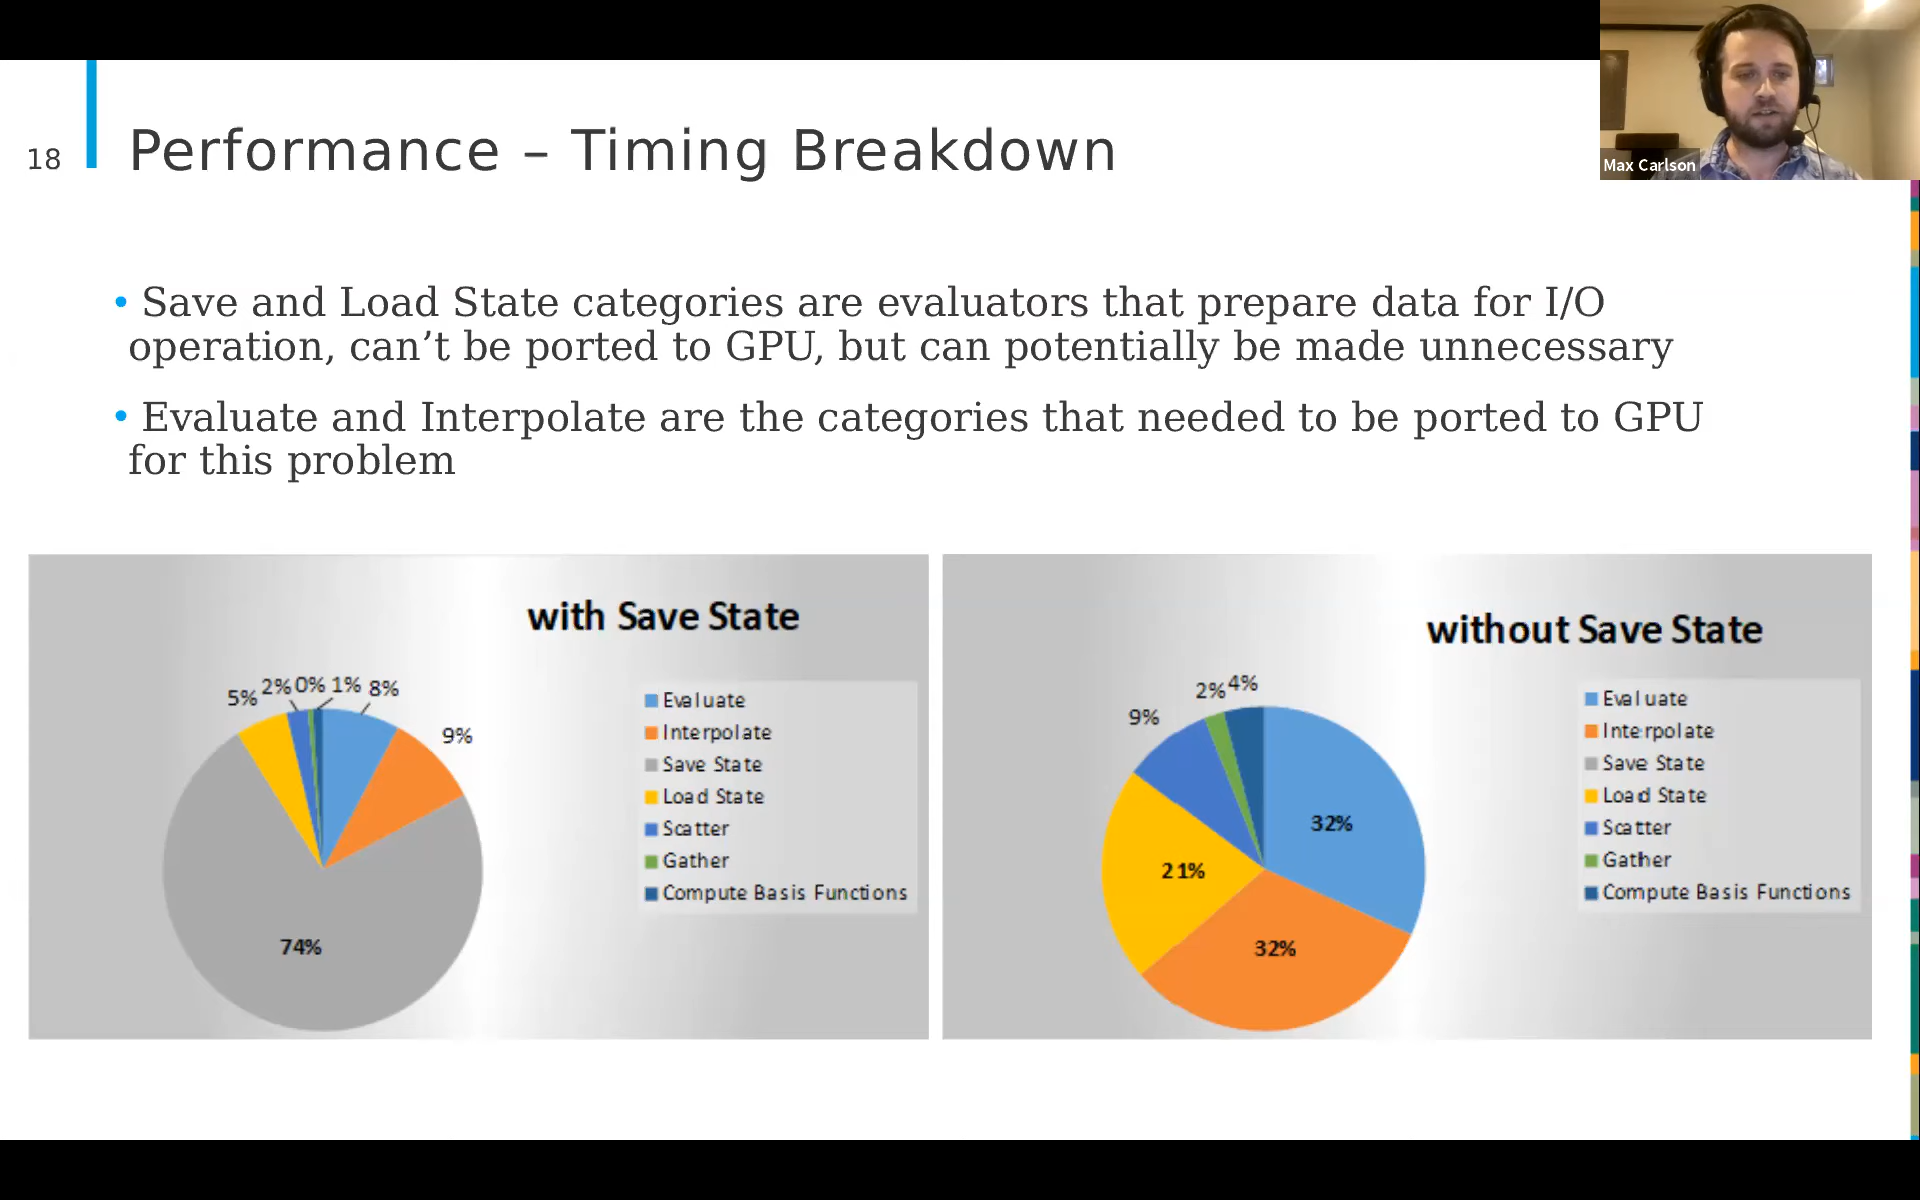 Max Carlson
18
Performance – Timing Breakdown
• Save and Load State categories are evaluators that prepare data for I/O
operation, can’t be ported to GPU, but can potentially be made unnecessary
• Evaluate and Interpolate are the categories that needed to be ported to GPU
for this problem
with Save State
5% 2% 0% 1% 8%
9%
74%
Evaluate
Interpolate
Save State
Load State
Scatter
Gather
Compute Basis Functions
without Save State
2% 4%
9%
32%
21%
32%
Evaluate
Interpolate
Save State
Load State
Scatter
Gather
Compute Basis Functions